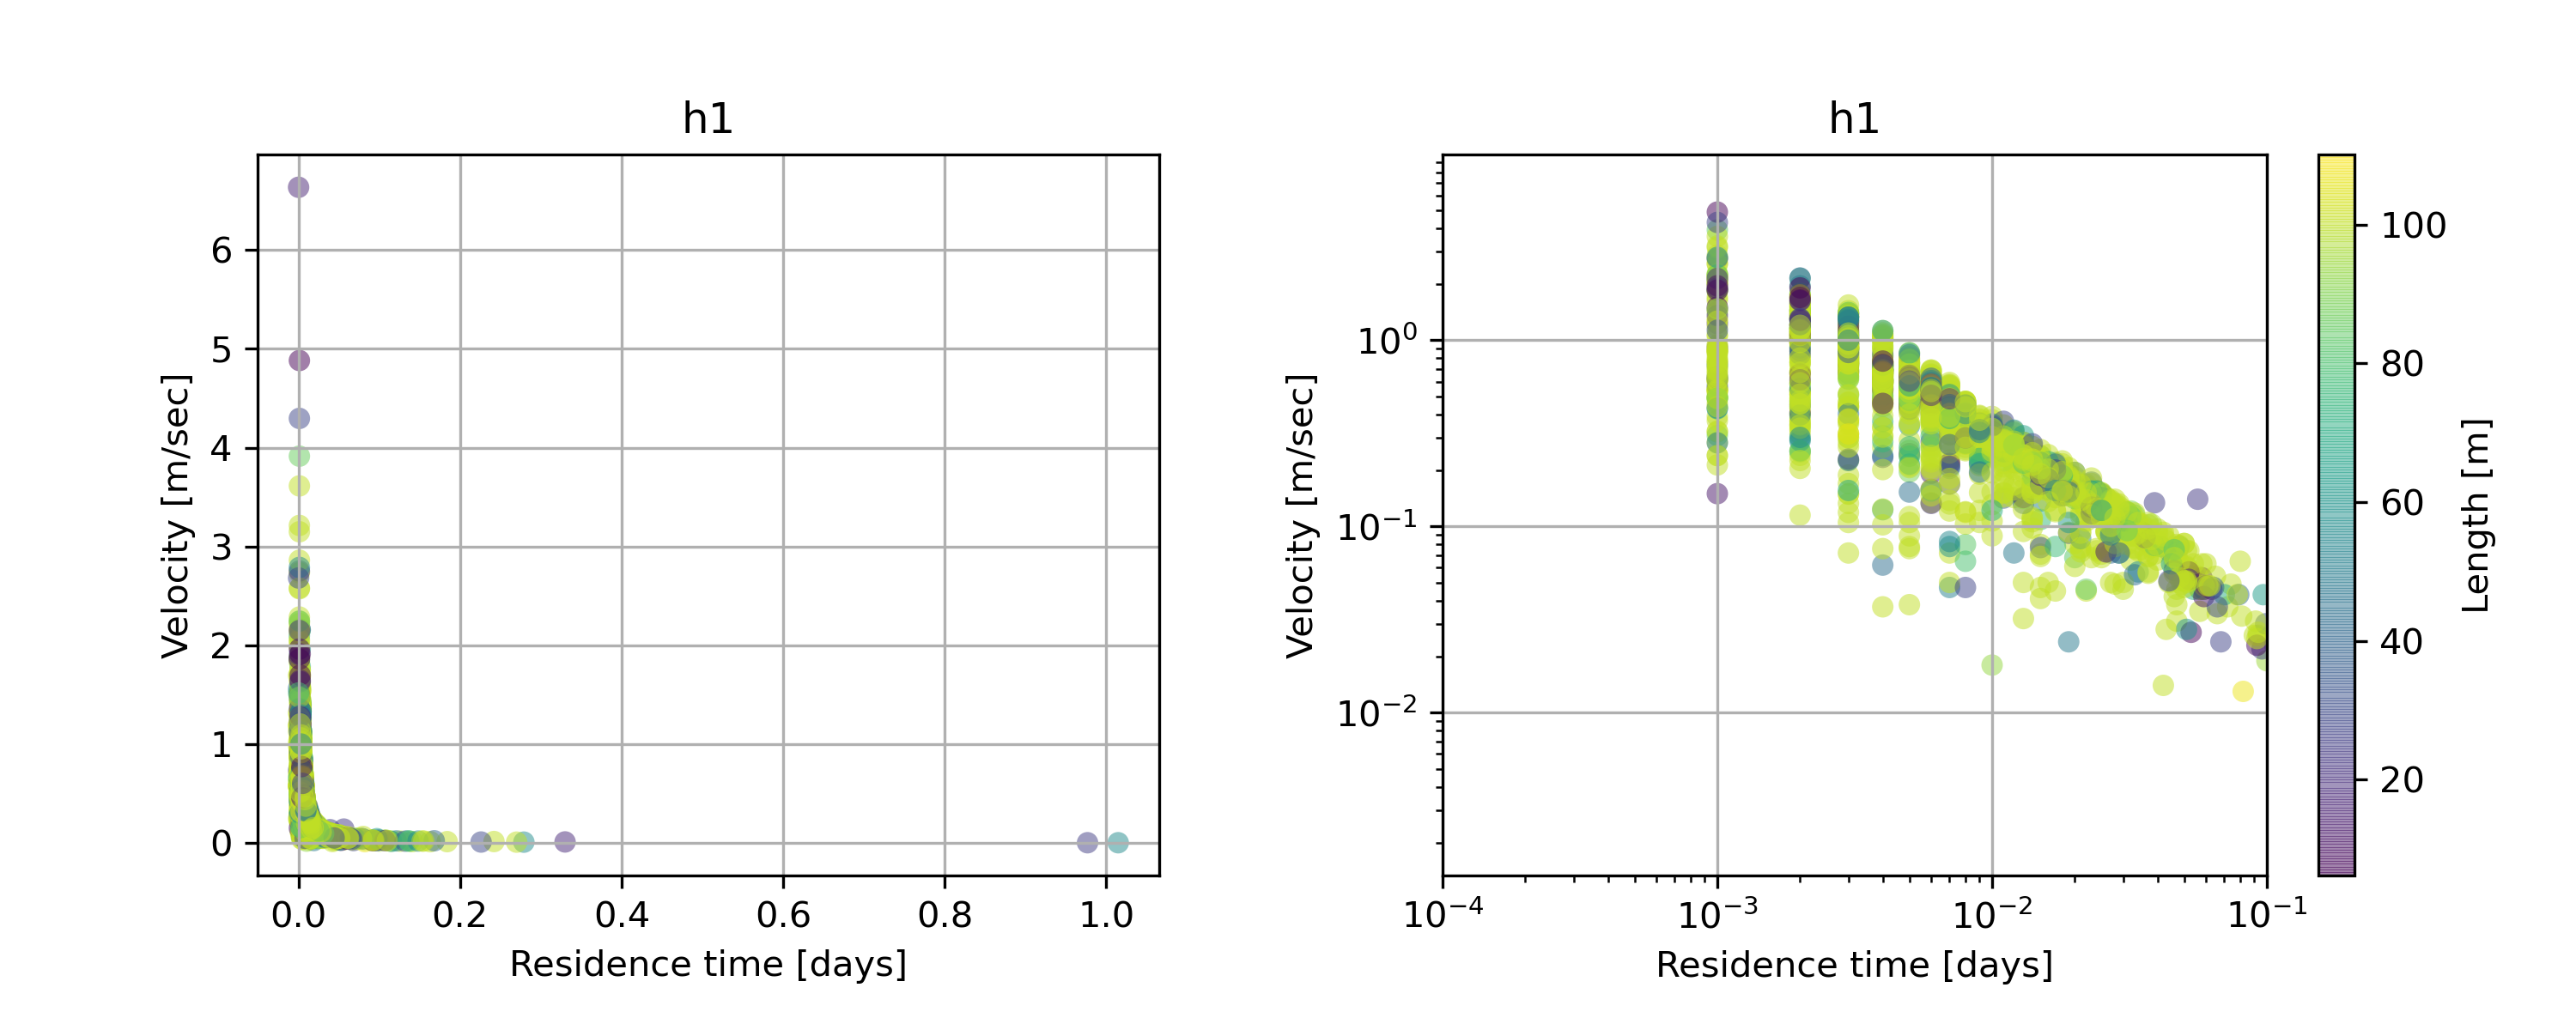 h1
Velocity [m/sec]
6
5
4
3
2
1
0
0.0 0.2 0.4 0.6 0.8 1.0
Residence time [days]
h1
Velocity [m/sec]
10⁰
10⁻¹
10⁻²
10⁻⁴ 10⁻³ 10⁻² 10⁻¹
Residence time [days]
100
80
60
40
20
Length [m]